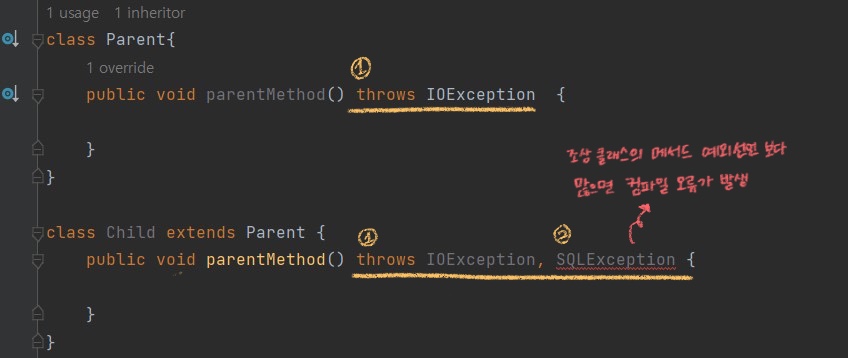 1 usage 1 inheritor
class Parent{
1 override
①
public void parentMethod() throws IOException {
}
조상 클래스의 메서드 예외선언 보다
많으면 컴파일 오류가 발생
}
class Child extends Parent {
① ②
public void parentMethod() throws IOException, SQLException {
}
}